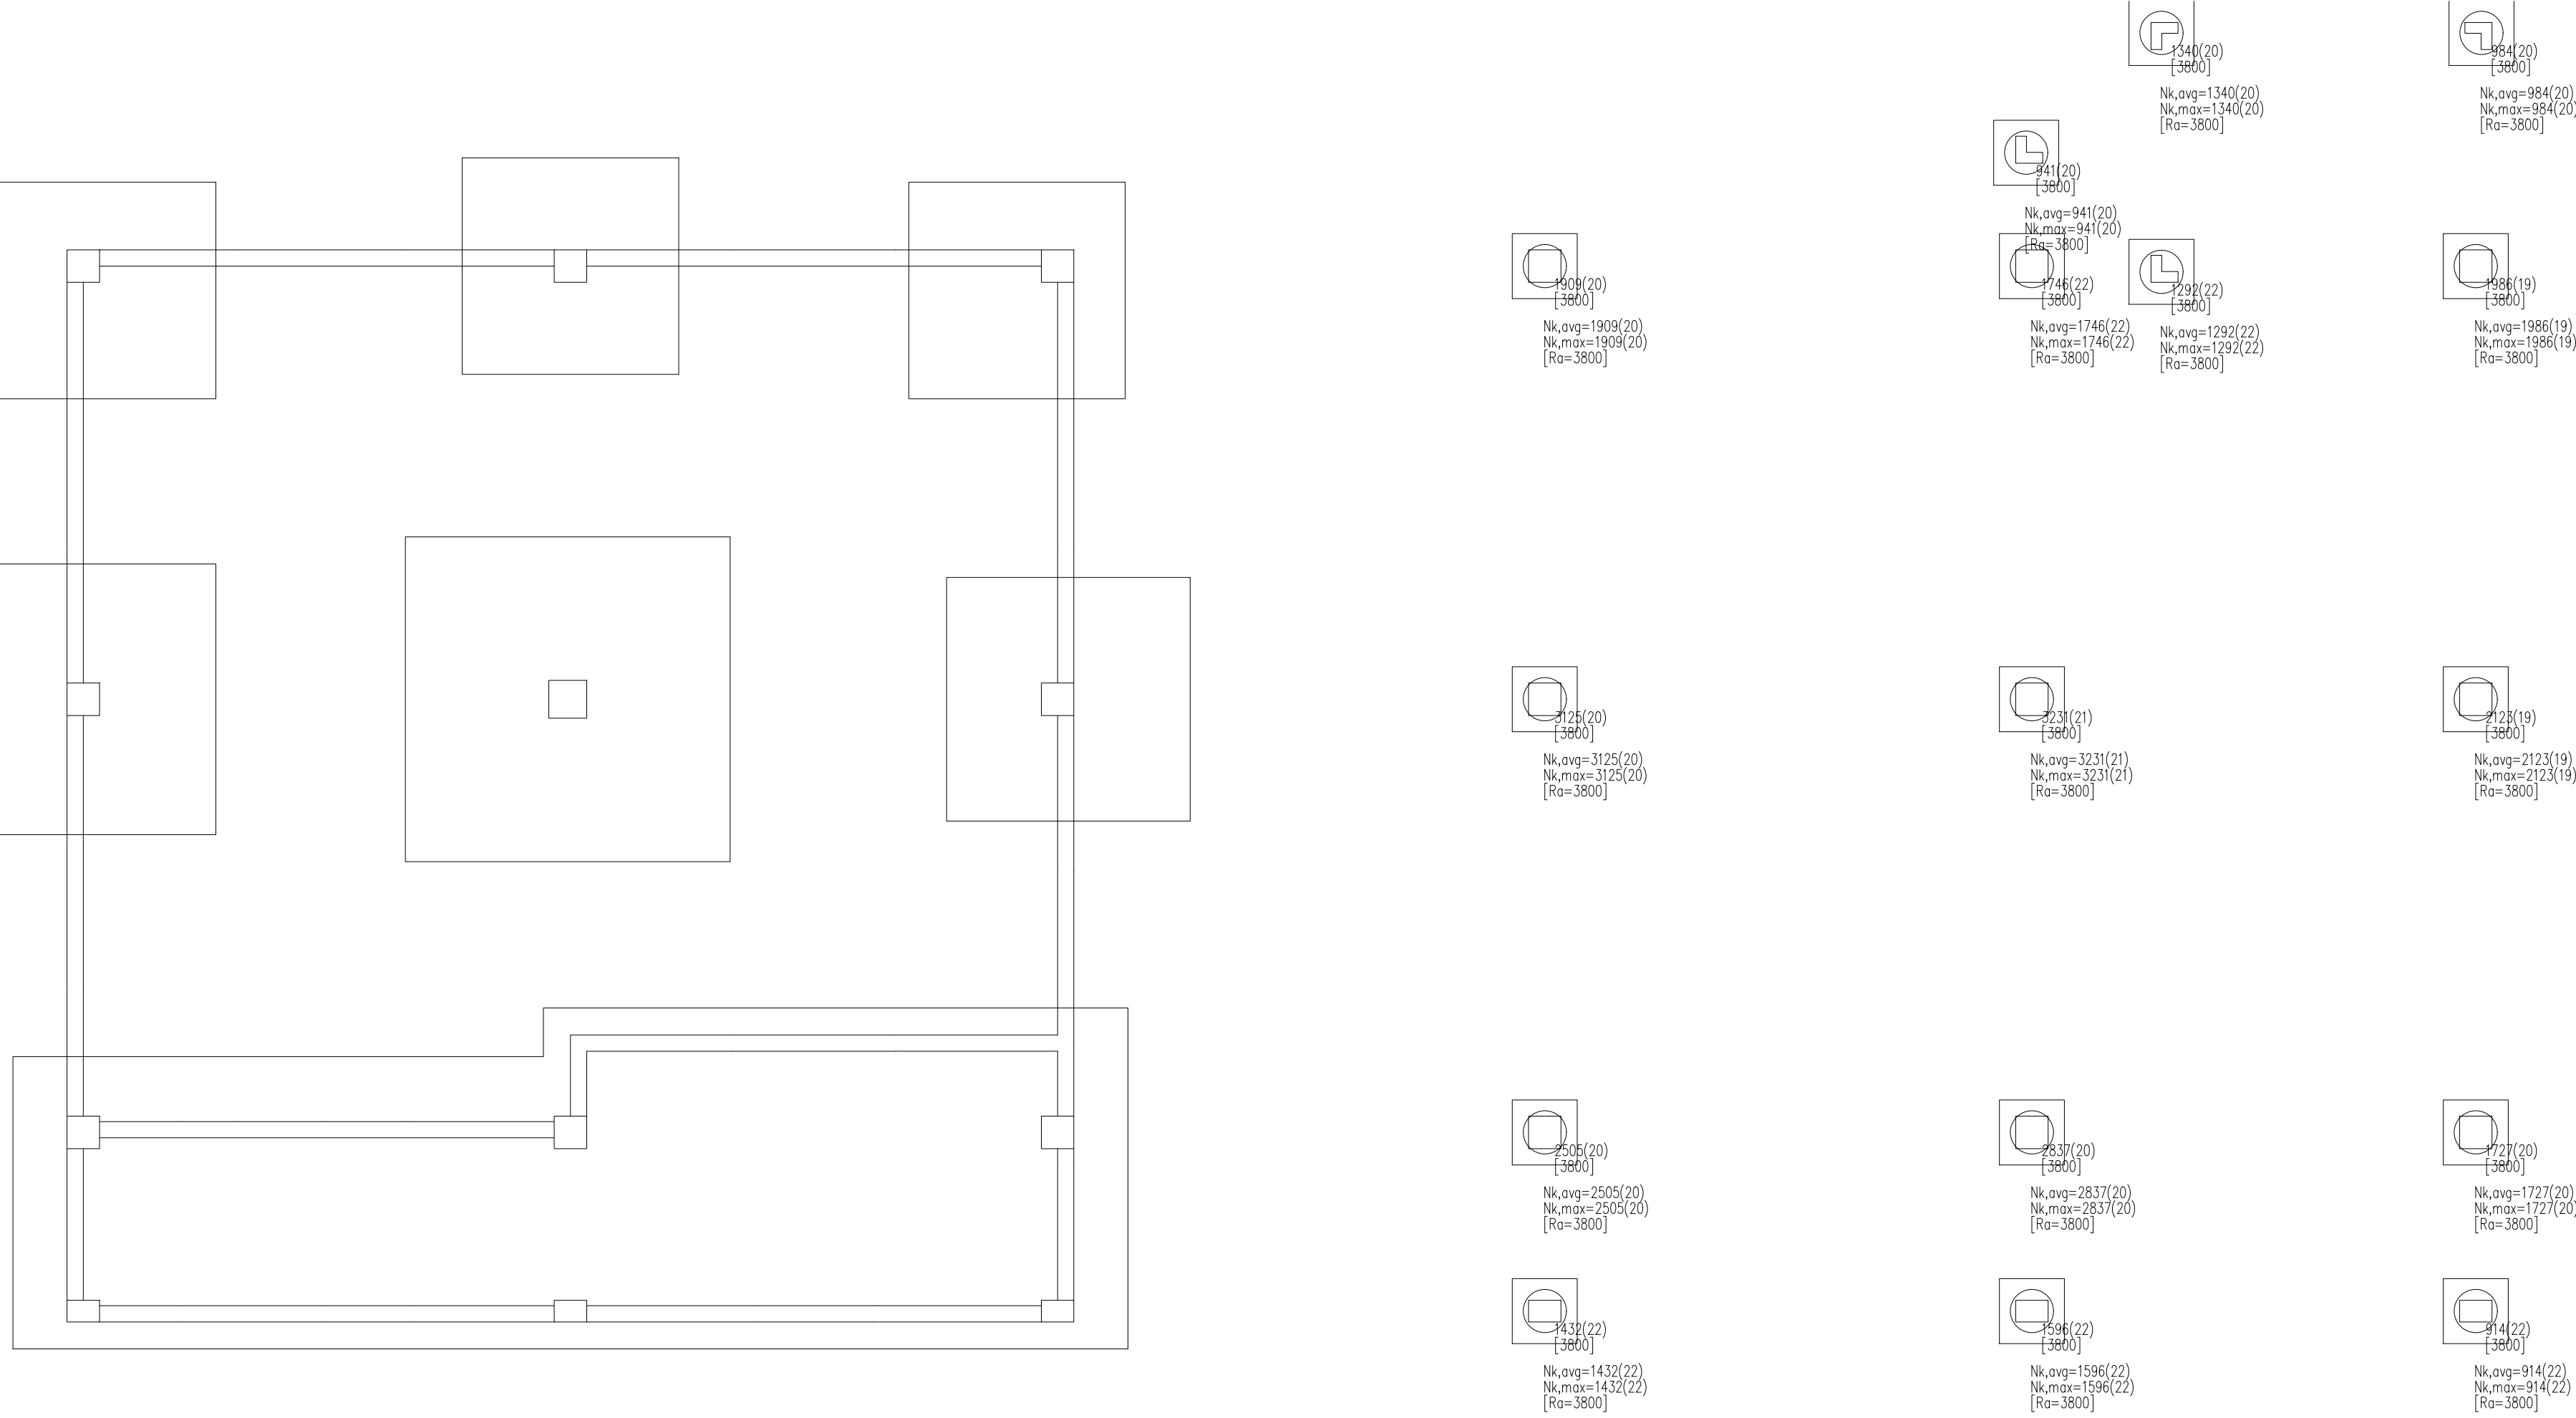 1340(20)
[3800]
Nk,avg=1340(20)
Nk,max=1340(20)
[Ra=3800]
984(20)
[3800]
Nk,avg=984(20)
Nk,max=984(20)
[Ra=3800]
941(20)
[3800]
Nk,avg=941(20)
Nk,max=941(20)
[Ra=3800]
1909(20)
[3800]
Nk,avg=1909(20)
Nk,max=1909(20)
[Ra=3800]
1746(22)
[3800]
Nk,avg=1746(22)
Nk,max=1746(22)
[Ra=3800]
1292(22)
[3800]
Nk,avg=1292(22)
Nk,max=1292(22)
[Ra=3800]
1986(19)
[3800]
Nk,avg=1986(19)
Nk,max=1986(19)
[Ra=3800]
3125(20)
[3800]
Nk,avg=3125(20)
Nk,max=3125(20)
[Ra=3800]
3231(21)
[3800]
Nk,avg=3231(21)
Nk,max=3231(21)
[Ra=3800]
2123(19)
[3800]
Nk,avg=2123(19)
Nk,max=2123(19)
[Ra=3800]
2505(20)
[3800]
Nk,avg=2505(20)
Nk,max=2505(20)
[Ra=3800]
2837(20)
[3800]
Nk,avg=2837(20)
Nk,max=2837(20)
[Ra=3800]
1727(20)
[3800]
Nk,avg=1727(20)
Nk,max=1727(20)
[Ra=3800]
1432(22)
[3800]
Nk,avg=1432(22)
Nk,max=1432(22)
[Ra=3800]
1596(22)
[3800]
Nk,avg=1596(22)
Nk,max=1596(22)
[Ra=3800]
914(22)
[3800]
Nk,avg=914(22)
Nk,max=914(22)
[Ra=3800]